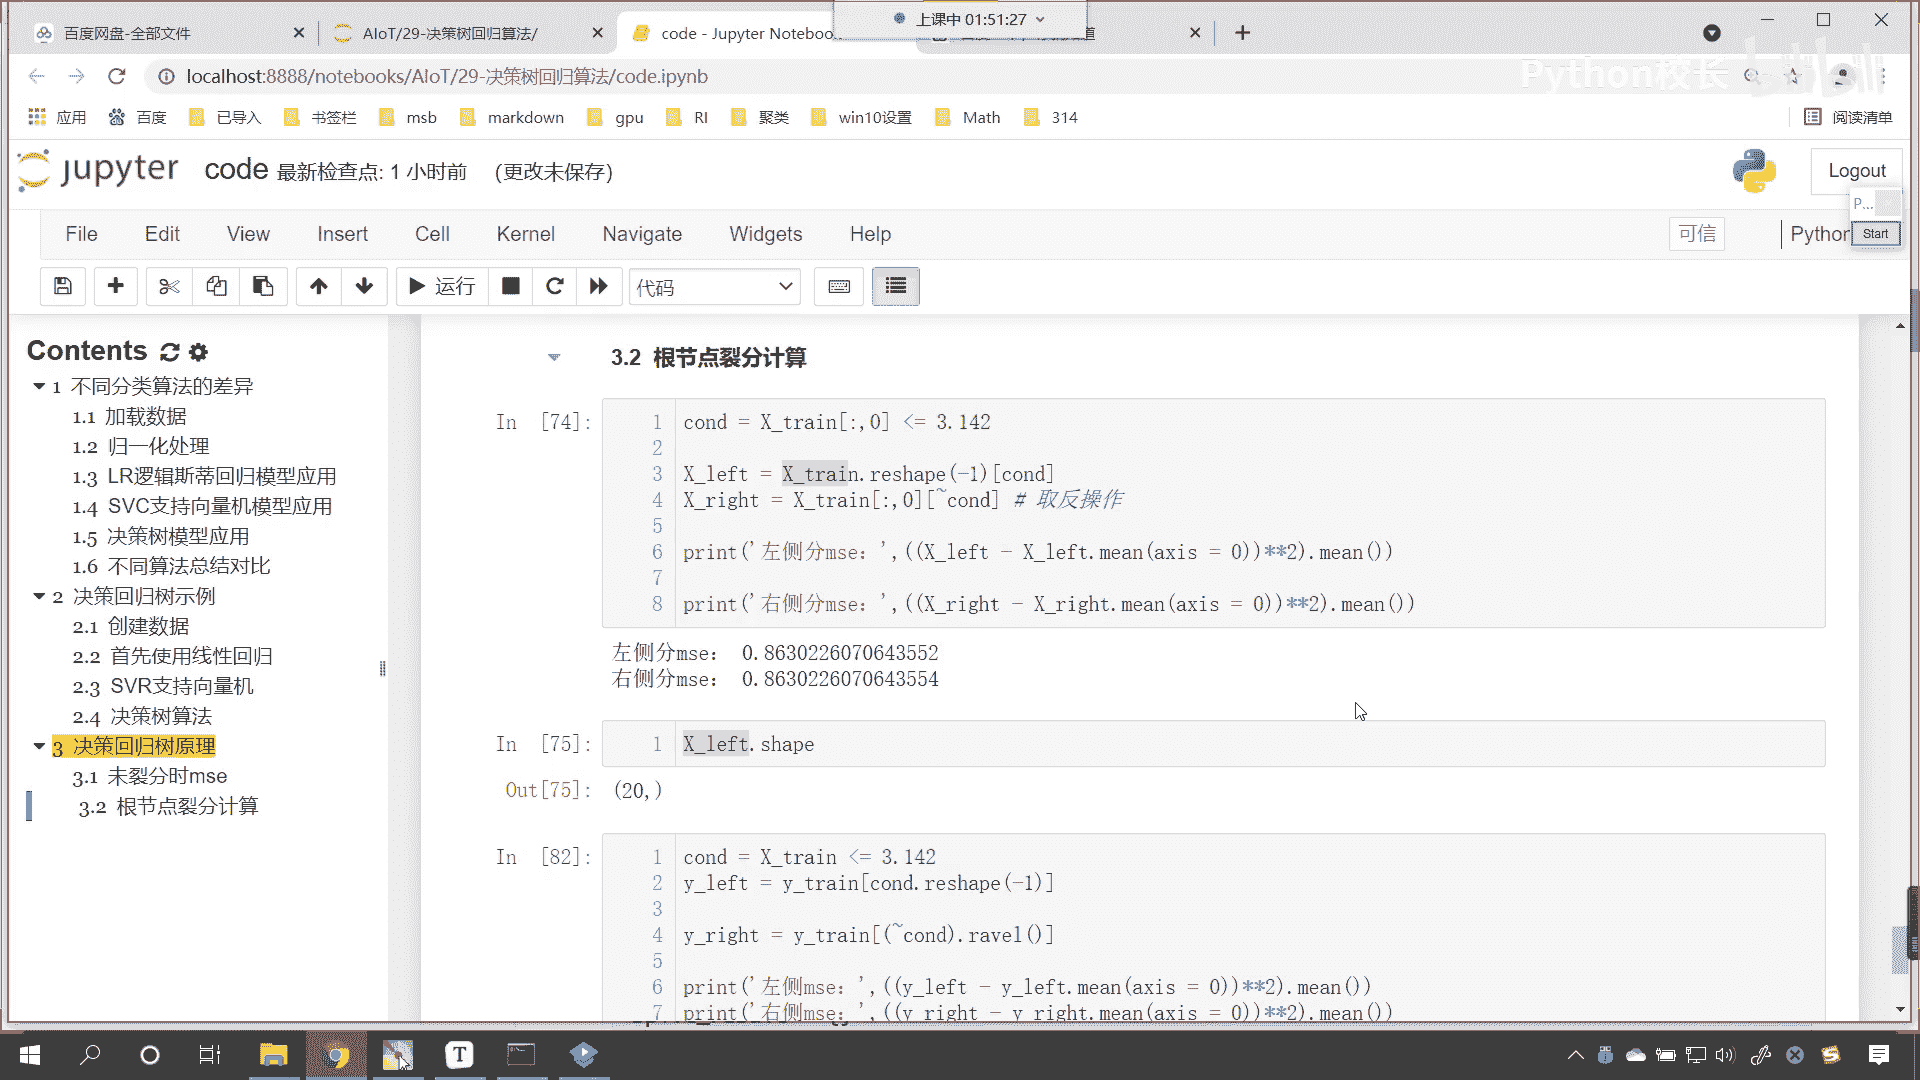 百度网盘-全部文件
AIoT/29-决策树回归算法/
code - Jupyter Noteboo
上课中 01:51:27
localhost:8888/notebooks/AIoT/29-决策树回归算法/code.ipynb
Python校长
bilibili
应用 百度 已导入 书签栏 msb markdown gpu RI 聚类 win10设置 Math 314 阅读清单
jupyter code 最新检查点: 1 小时前 (更改未保存)
Logout
P...
File Edit View Insert Cell Kernel Navigate Widgets Help 可信 Python
Start
运行 代码
Contents
1 不同分类算法的差异
1.1 加载数据
1.2 归一化处理
1.3 LR逻辑斯蒂回归模型应用
1.4 SVC支持向量机模型应用
1.5 决策树模型应用
1.6 不同算法总结对比
2 决策回归树示例
2.1 创建数据
2.2 首先使用线性回归
2.3 SVR支持向量机
2.4 决策树算法
3 决策回归树原理
3.1 未裂分时mse
3.2 根节点裂分计算
3.2 根节点裂分计算
In [74]:
1 cond = X_train[:,0] <= 3.142
2
3 X_left = X_train.reshape(-1)[cond]
4 X_right = X_train[:,0][~cond] # 取反操作
5
6 print('左侧分mse：',((X_left - X_left.mean(axis = 0))**2).mean())
7
8 print('右侧分mse：',((X_right - X_right.mean(axis = 0))**2).mean())
左侧分mse： 0.8630226070643552
右侧分mse： 0.8630226070643554
In [75]:
1 X_left.shape
Out[75]: (20,)
In [82]:
1 cond = X_train <= 3.142
2 y_left = y_train[cond.reshape(-1)]
3
4 y_right = y_train[(~cond).ravel()]
5
6 print('左侧mse：',((y_left - y_left.mean(axis = 0))**2).mean())
7 print('右侧mse：',((y_right - y_right.mean(axis = 0))**2).mean())